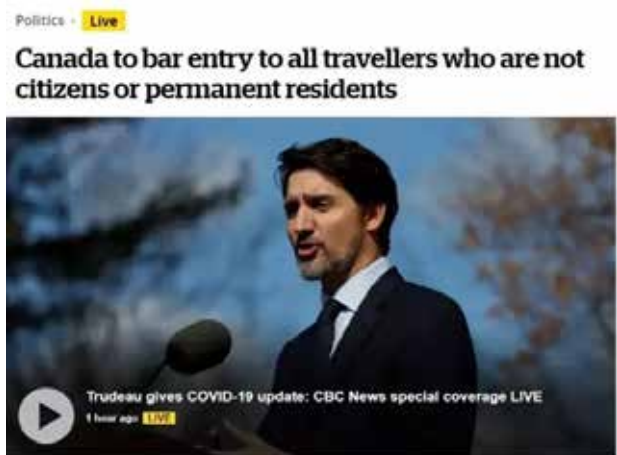 Politics · Live
Canada to bar entry to all travellers who are not
citizens or permanent residents
Trudeau gives COVID-19 update: CBC News special coverage LIVE
1 hour ago LIVE